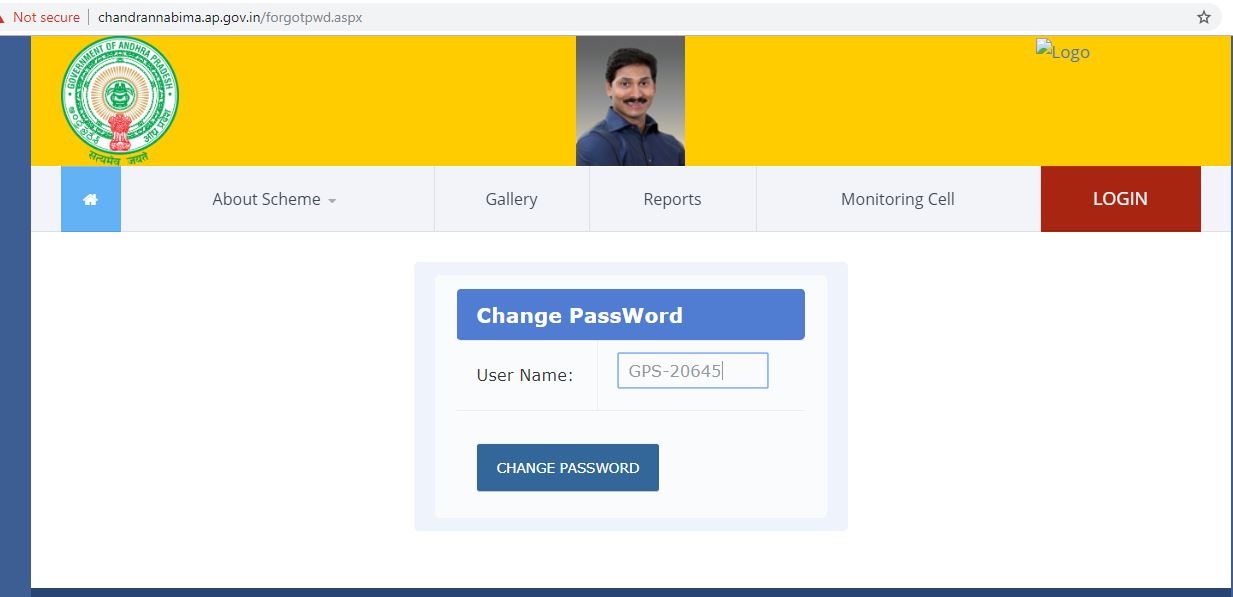 Not secure | chandrannabima.ap.gov.in/forgotpwd.aspx
GOVERNMENT OF ANDHRA PRADESH
सत्यमेव जयते
Logo
About Scheme
Gallery
Reports
Monitoring Cell
LOGIN
Change PassWord
User Name:
GPS-20645
CHANGE PASSWORD